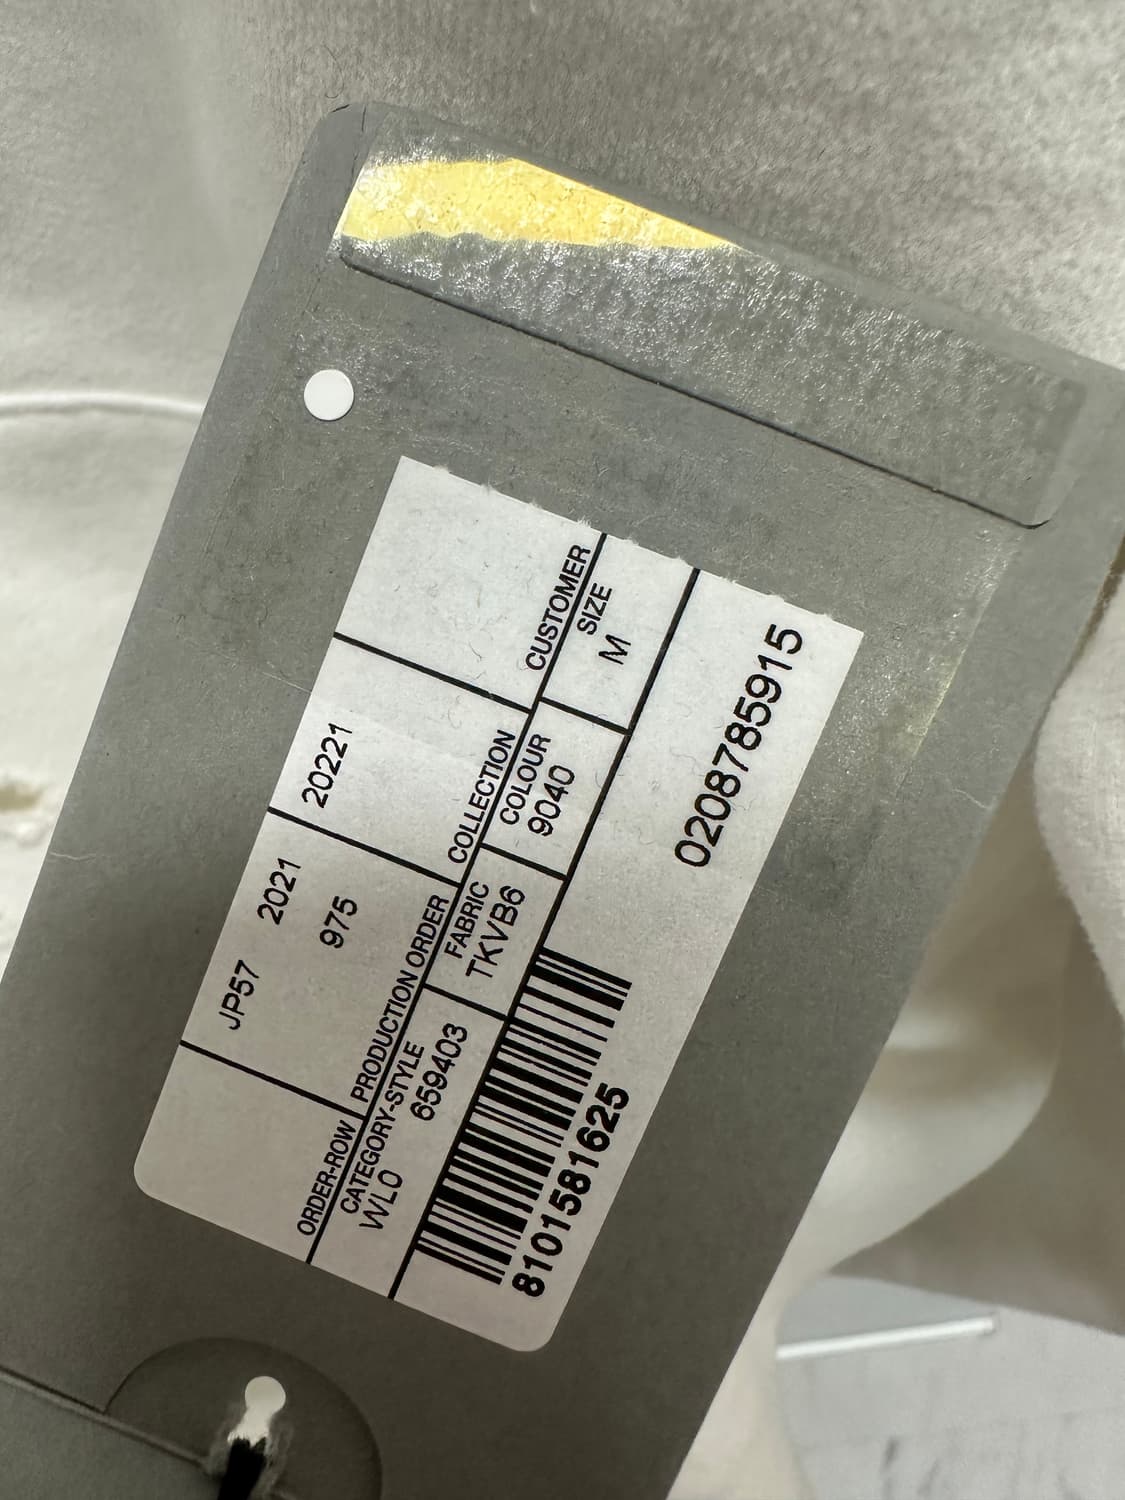 JP57 2021
975
20221
ORDER-ROW PRODUCTION ORDER COLLECTION CUSTOMER
CATEGORY-STYLE FABRIC COLOUR SIZE
WL0 659403 TKVB6 9040 M
8101581625
0208785915